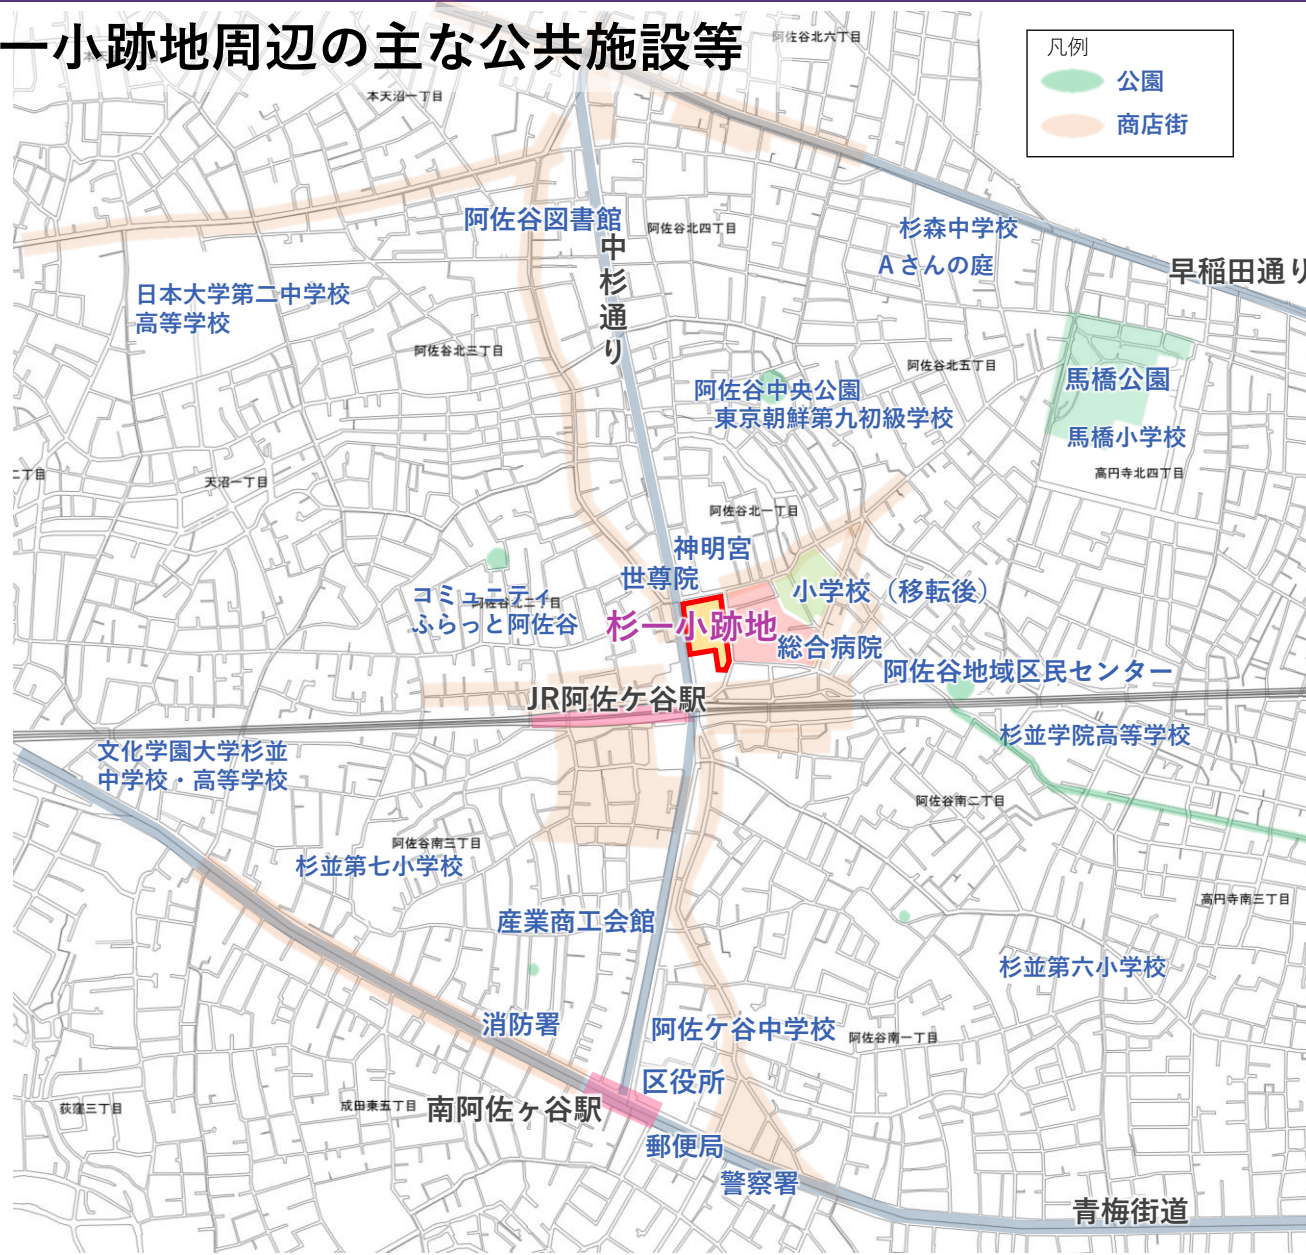 一小跡地周辺の主な公共施設等
阿佐谷北六丁目
凡例
公園
商店街
本天沼一丁目
阿佐谷図書館
阿佐谷北四丁目
杉森中学校
Aさんの庭
中杉通り
早稲田通り
日本大学第二中学校
高等学校
阿佐谷北三丁目
阿佐谷北五丁目
馬橋公園
阿佐谷中央公園
東京朝鮮第九初級学校
馬橋小学校
高円寺北四丁目
二丁目
天沼一丁目
阿佐谷北一丁目
神明宮
世尊院
小学校（移転後）
コミュニティ
阿佐谷北二丁目
ふらっと阿佐谷
杉一小跡地
総合病院
阿佐谷地域区民センター
JR阿佐ケ谷駅
杉並学院高等学校
文化学園大学杉並
中学校・高等学校
阿佐谷南二丁目
阿佐谷南三丁目
杉並第七小学校
高円寺南三丁目
産業商工会館
杉並第六小学校
消防署
阿佐ケ谷中学校
阿佐谷南一丁目
区役所
荻窪三丁目
成田東五丁目
南阿佐ヶ谷駅
郵便局
警察署
青梅街道